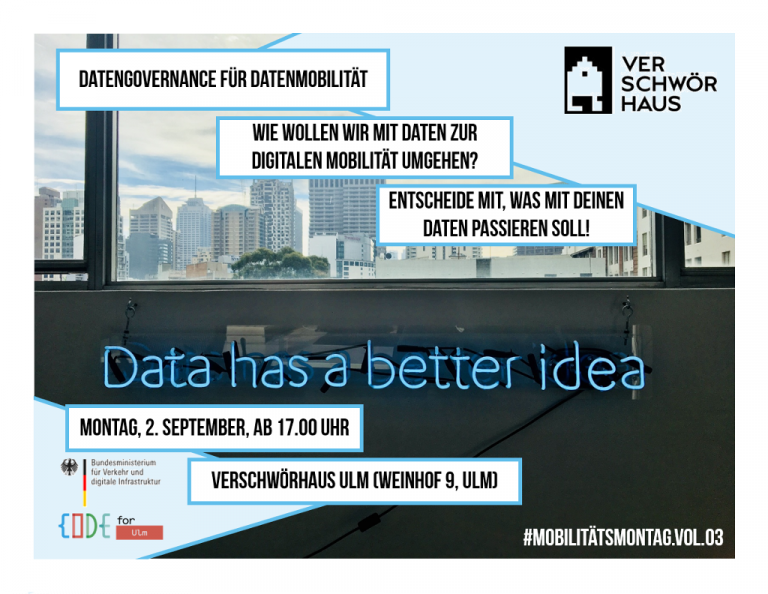 DATENGOVERNANCE FÜR DATENMOBILITÄT
VER
SCHWÖR
HAUS
WIE WOLLEN WIR MIT DATEN ZUR
DIGITALEN MOBILITÄT UMGEHEN?
ENTSCHEIDE MIT, WAS MIT DEINEN
DATEN PASSIEREN SOLL!
Data has a better idea
MONTAG, 2. SEPTEMBER, AB 17.00 UHR
Bundesministerium
für Verkehr und
digitale Infrastruktur
VERSCHWÖRHAUS ULM (WEINHOF 9, ULM)
CODE for
Ulm
#MOBILITÄTSMONTAG.VOL.03